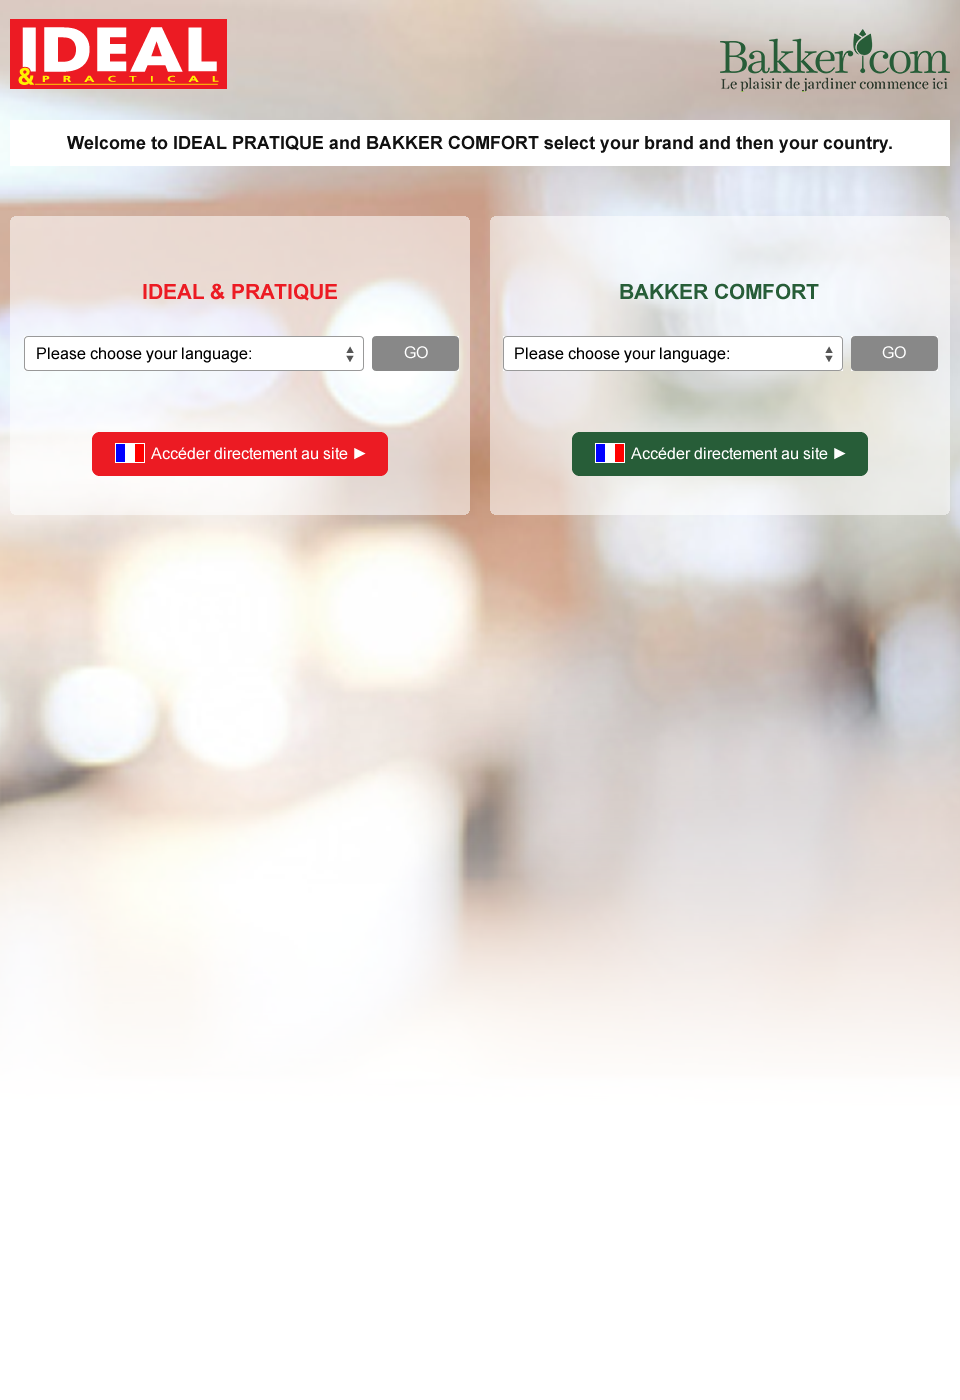 IDEAL
& PRACTICAL
Bakker.com
Le plaisir de jardiner commence ici
Welcome to IDEAL PRATIQUE and BAKKER COMFORT select your brand and then your country.
IDEAL & PRATIQUE
Please choose your language:
GO
Accéder directement au site ►
BAKKER COMFORT
Please choose your language:
GO
Accéder directement au site ►